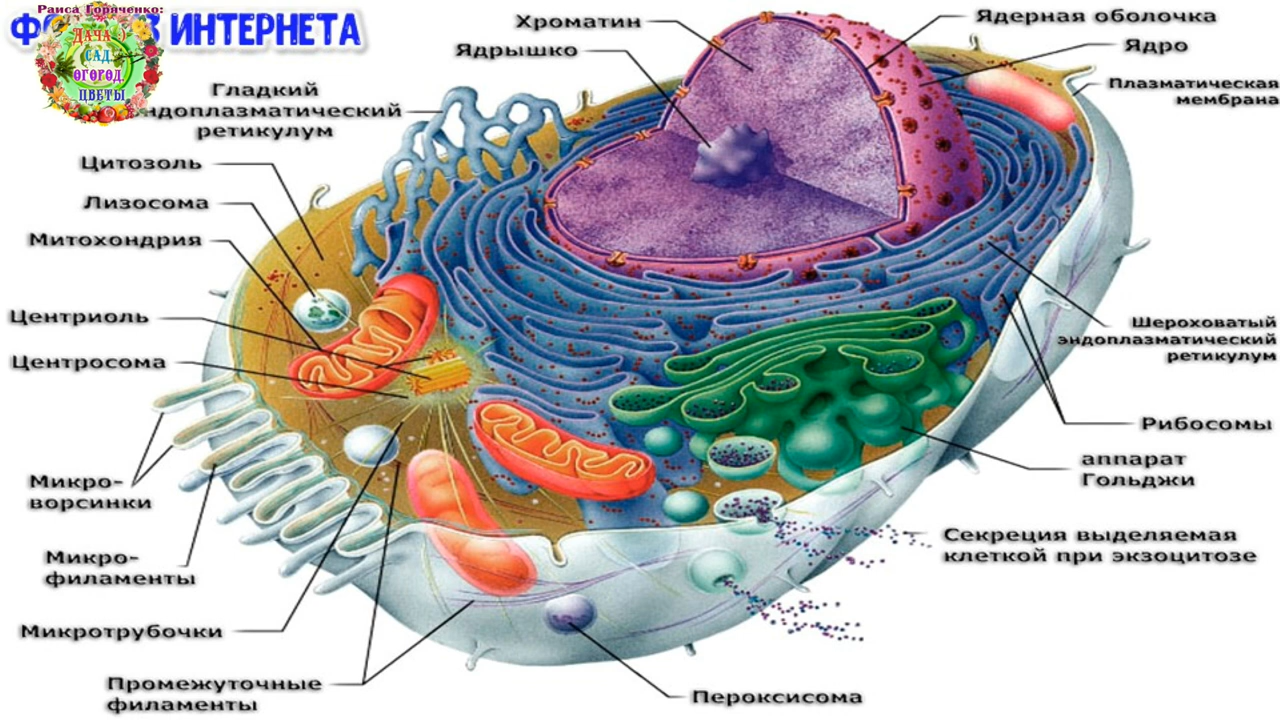 Раиса Горяченко:
ДАЧА
САД
ОГОРОД,
ЦВЕТЫ
ИНТЕРНЕТА
Хроматин
Ядрышко
Ядерная оболочка
Ядро
Плазматическая
мембрана
Гладкий
ндоплазматический
ретикулум
Цитозоль
Лизосома
Митохондрия
Центриоль
Центросома
Микро-
ворсинки
Микро-
филаменты
Микротрубочки
Промежуточные
филаменты
Шероховатый
эндоплазматический
ретикулум
Рибосомы
аппарат
Гольджи
Секреция выделяемая
клеткой при экзоцитозе
Пероксисома